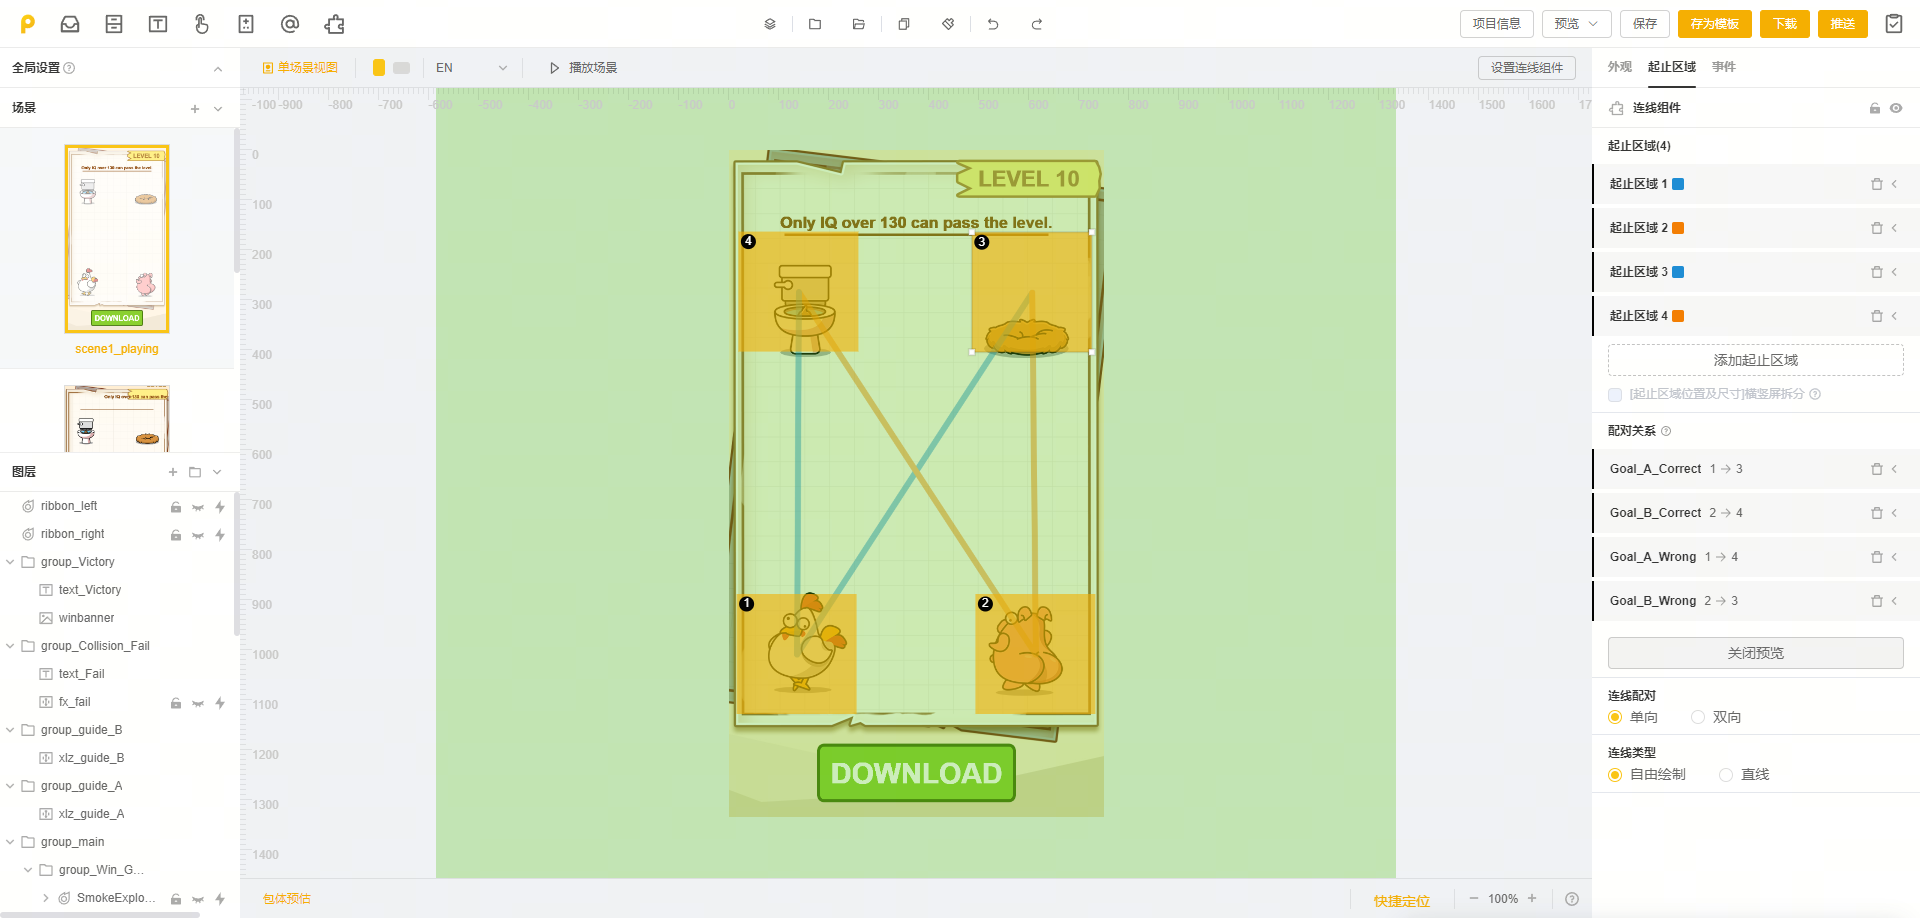 项目信息
预览
保存
存为模板
下载
推送
全局设置
单场景视图
EN
播放场景
设置连线组件
外观
起止区域
事件
场景
-100 -900 -800 -700 -600 -500 -400 -300 -200 -100 0 100 200 300 400 500 600 700 800 900 1000 1100 1200 1300 1400 1500 1600 17
连线组件
LEVEL 10
Only IQ over 130 can pass the level.
DOWNLOAD
scene1_playing
Only IQ over 130 can pass the
图层
ribbon_left
ribbon_right
group_Victory
text_Victory
winbanner
group_Collision_Fail
text_Fail
fx_fail
group_guide_B
xlz_guide_B
group_guide_A
xlz_guide_A
group_main
group_Win_G...
SmokeExplo...
0
100
200
300
400
500
600
700
800
900
1000
1100
1200
1300
1400
LEVEL 10
Only IQ over 130 can pass the level.
4
3
1
2
DOWNLOAD
包体预估
快捷定位
100%
起止区域(4)
起止区域 1
起止区域 2
起止区域 3
起止区域 4
添加起止区域
[起止区域位置及尺寸]横竖屏拆分
配对关系
Goal_A_Correct 1 → 3
Goal_B_Correct 2 → 4
Goal_A_Wrong 1 → 4
Goal_B_Wrong 2 → 3
关闭预览
连线配对
单向
双向
连线类型
自由绘制
直线